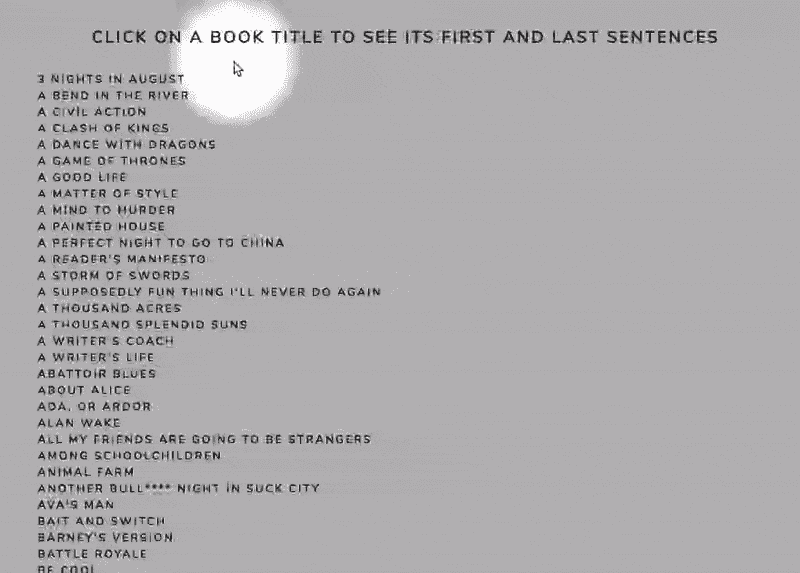 CLICK ON A BOOK TITLE TO SEE ITS FIRST AND LAST SENTENCES
3 NIGHTS IN AUGUST
A BEND IN THE RIVER
A CIVIL ACTION
A CLASH OF KINGS
A DANCE WITH DRAGONS
A GAME OF THRONES
A GOOD LIFE
A MATTER OF STYLE
A MIND TO MURDER
A PAINTED HOUSE
A PERFECT NIGHT TO GO TO CHINA
A READER'S MANIFESTO
A STORM OF SWORDS
A SUPPOSEDLY FUN THING I'LL NEVER DO AGAIN
A THOUSAND ACRES
A THOUSAND SPLENDID SUNS
A WRITER'S COACH
A WRITER'S LIFE
ABATTOIR BLUES
ABOUT ALICE
ADA, OR ARDOR
ALAN WAKE
ALL MY FRIENDS ARE GOING TO BE STRANGERS
AMONG SCHOOLCHILDREN
ANIMAL FARM
ANOTHER BULL**** NIGHT IN SUCK CITY
AVA'S MAN
BAIT AND SWITCH
BARNEY'S VERSION
BATTLE ROYALE
BE COOL